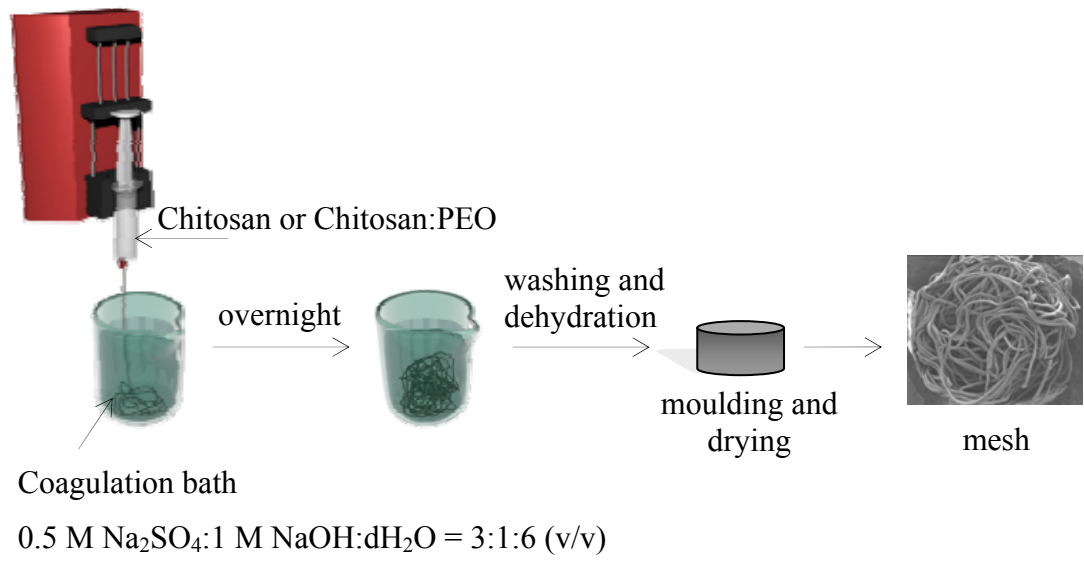 Chitosan or Chitosan:PEO
overnight
washing and
dehydration
moulding and
drying
mesh
Coagulation bath
0.5 M Na₂SO₄:1 M NaOH:dH₂O = 3:1:6 (v/v)